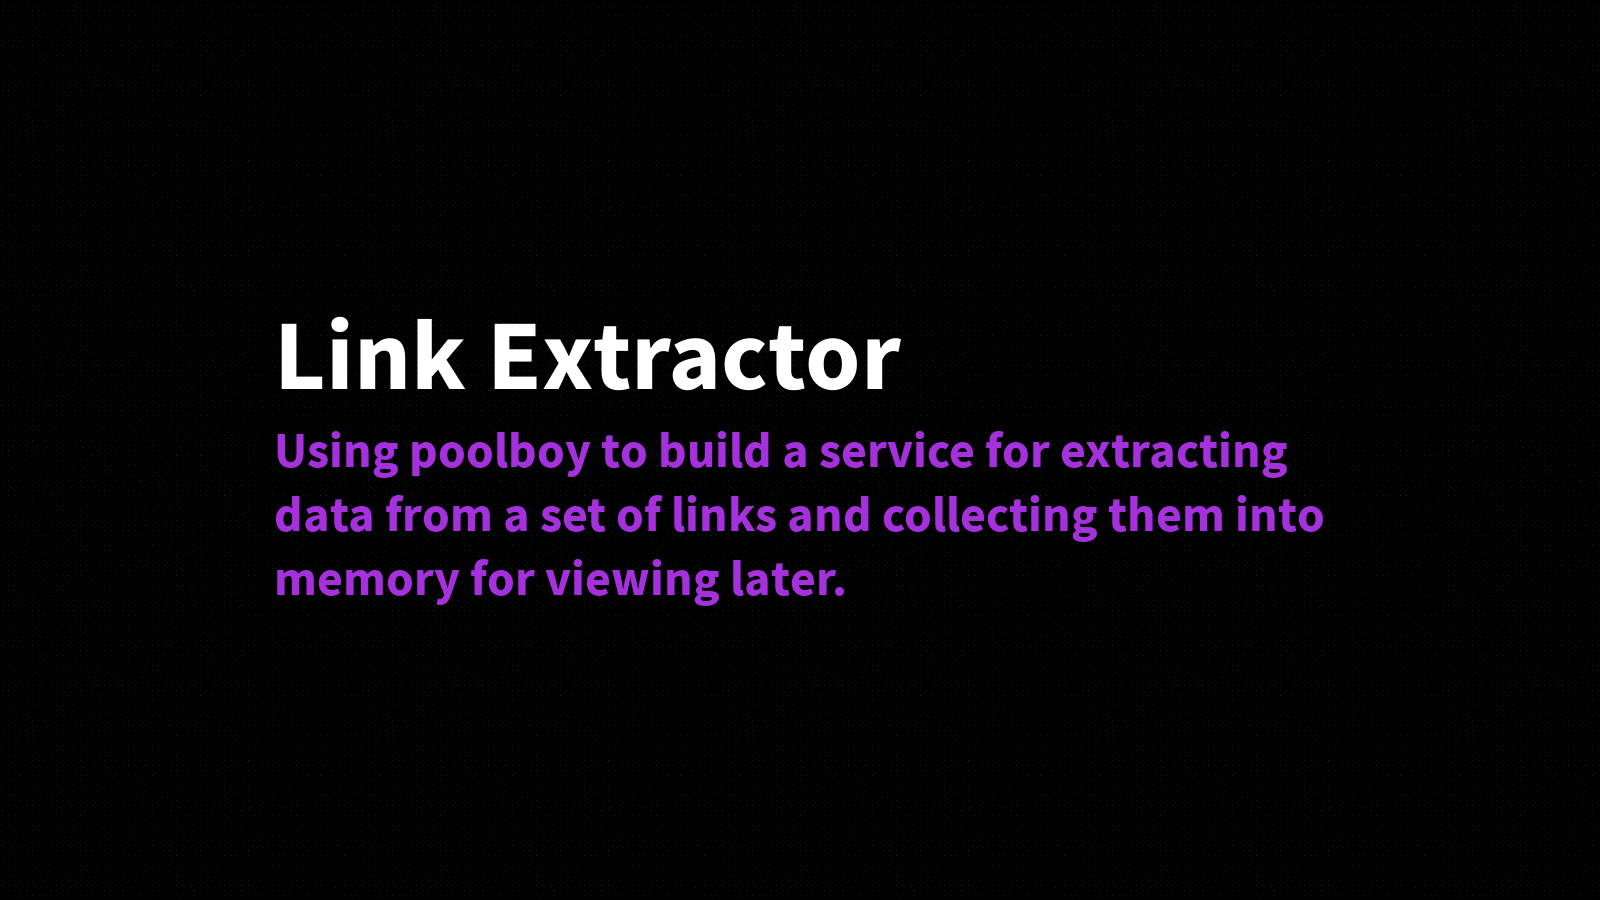 Link Extractor
Using poolboy to build a service for extracting
data from a set of links and collecting them into
memory for viewing later.